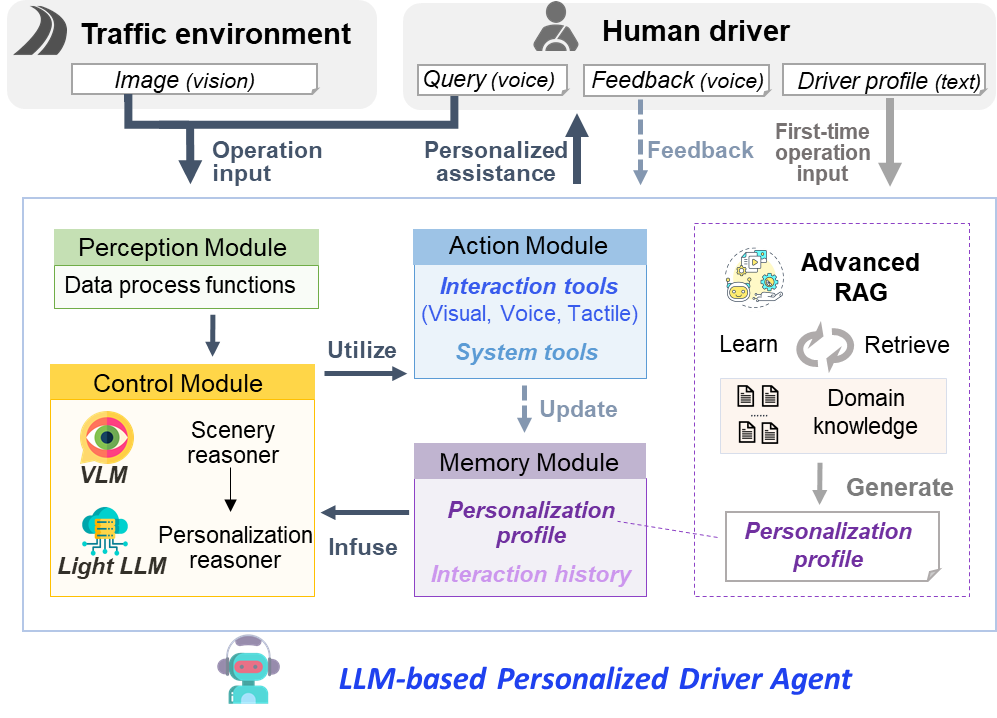 Traffic environment
Image (vision)
Human driver
Query (voice)
Feedback (voice)
Driver profile (text)
Operation
input
Personalized
assistance
Feedback
First-time
operation
input
Perception Module
Data process functions
Control Module
VLM
Scenery
reasoner
Light LLM
Personalization
reasoner
Utilize
Infuse
Action Module
Interaction tools
(Visual, Voice, Tactile)
System tools
Update
Memory Module
Personalization
profile
Interaction history
Advanced
RAG
Learn
Retrieve
......
Domain
knowledge
Generate
Personalization
profile
LLM-based Personalized Driver Agent